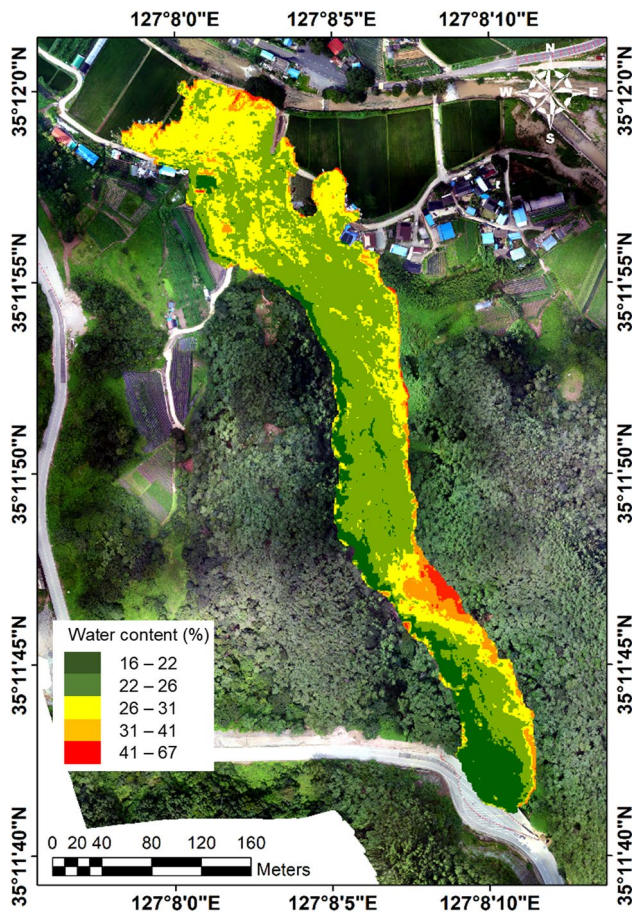 127°8'0"E 127°8'5"E 127°8'10"E
35°12'0"N 35°12'0"N
N
W E
S
35°11'55"N 35°11'55"N
35°11'50"N 35°11'50"N
35°11'45"N 35°11'45"N
Water content (%)
16 – 22
22 – 26
26 – 31
31 – 41
41 – 67
35°11'40"N 35°11'40"N
0 20 40 80 120 160
Meters
127°8'0"E 127°8'5"E 127°8'10"E